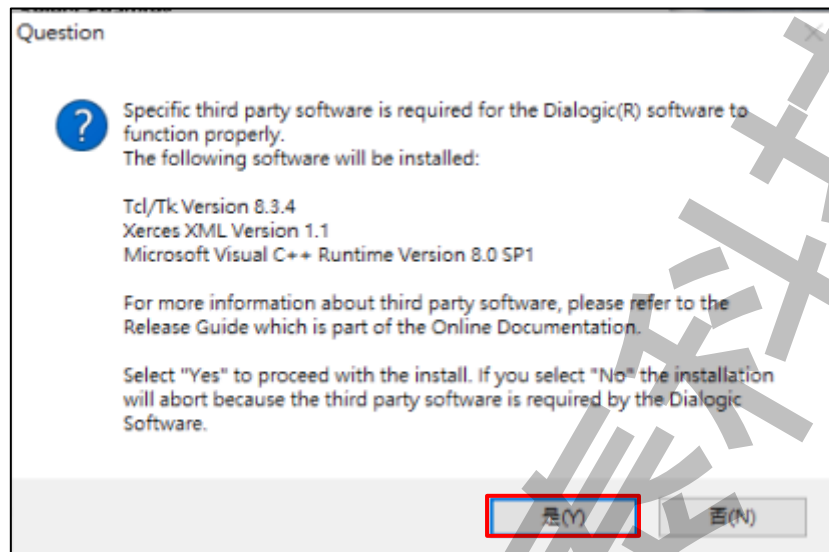 Question
Specific third party software is required for the Dialogic(R) software to
function properly.
The following software will be installed:
Tcl/Tk Version 8.3.4
Xerces XML Version 1.1
Microsoft Visual C++ Runtime Version 8.0 SP1
For more information about third party software, please refer to the
Release Guide which is part of the Online Documentation.
Select "Yes" to proceed with the install. If you select "No" the installation
will abort because the third party software is required by the Dialogic
Software.
是(Y)
否(N)